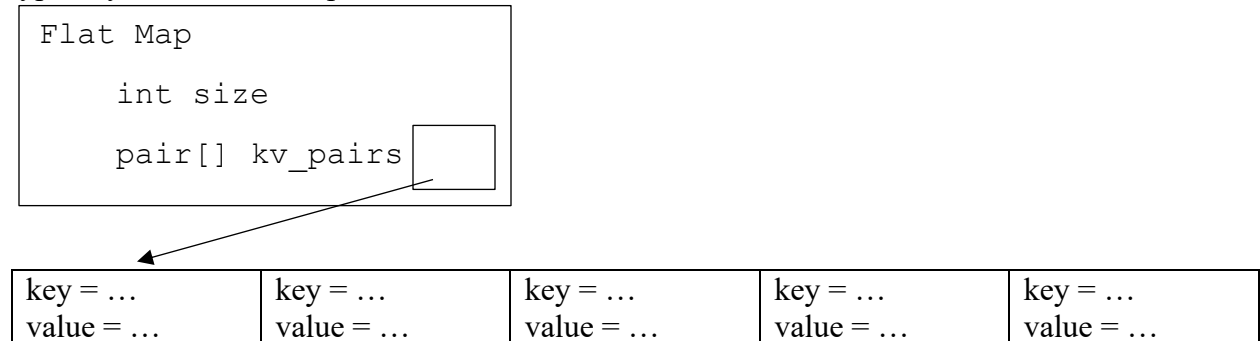 Flat Map
int size
pair[] kv_pairs
key = … key = … key = … key = … key = …
value = … value = … value = … value = … value = …